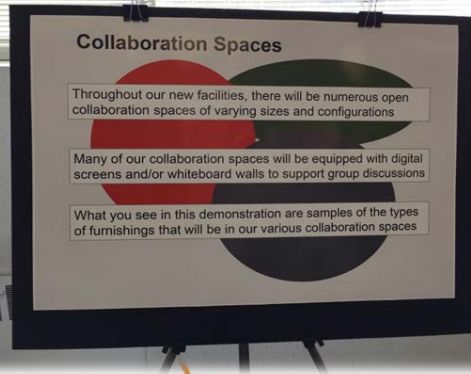 Collaboration Spaces
Throughout our new facilities, there will be numerous open
collaboration spaces of varying sizes and configurations
Many of our collaboration spaces will be equipped with digital
screens and/or whiteboard walls to support group discussions
What you see in this demonstration are samples of the types
of furnishings that will be in our various collaboration spaces